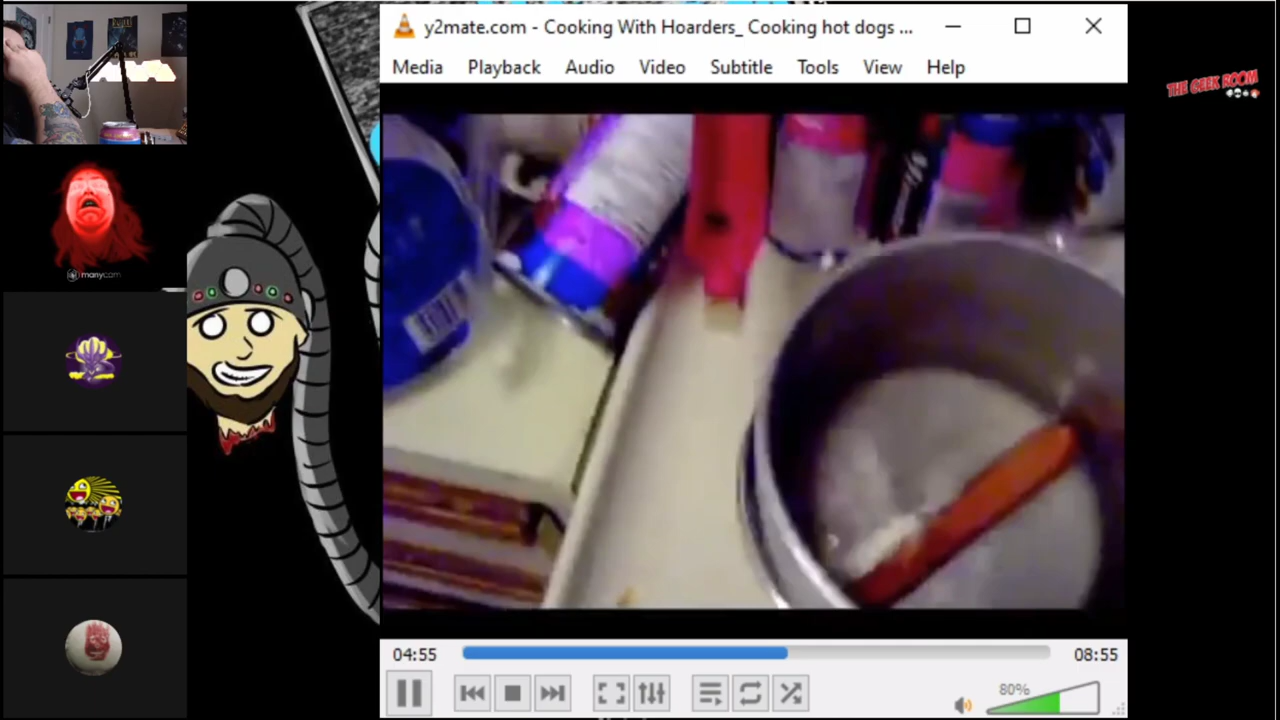 y2mate.com - Cooking With Hoarders_ Cooking hot dogs ...
Media Playback Audio Video Subtitle Tools View Help
THE GEEK ROOM
manycam
04:55
08:55
80%